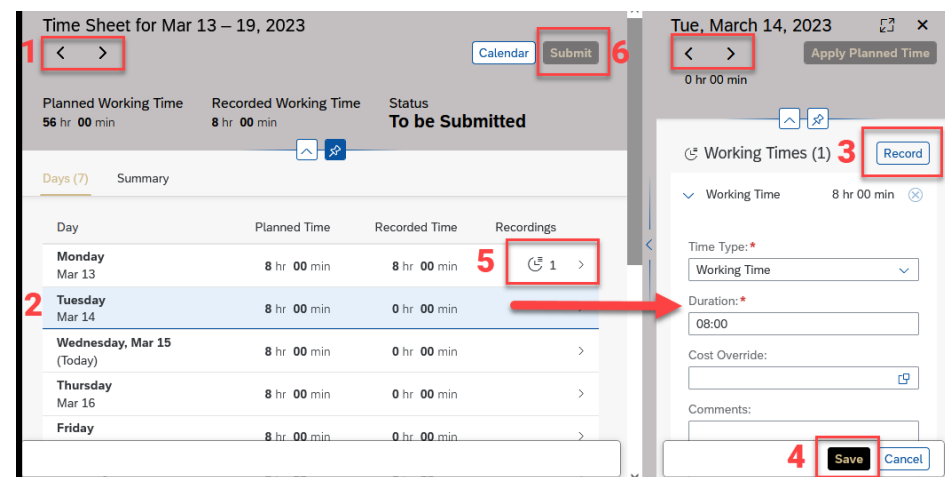 Time Sheet for Mar 13 – 19, 2023
1
Calendar
Submit
6
Planned Working Time
Recorded Working Time
Status
56 hr 00 min
8 hr 00 min
To be Submitted
Days (7)
Summary
Day
Planned Time
Recorded Time
Recordings
Monday
Mar 13
8 hr 00 min
8 hr 00 min
5
1
2
Tuesday
Mar 14
8 hr 00 min
0 hr 00 min
Wednesday, Mar 15
(Today)
8 hr 00 min
0 hr 00 min
Thursday
Mar 16
8 hr 00 min
0 hr 00 min
Friday
8 hr 00 min
0 hr 00 min
Tue, March 14, 2023
Apply Planned Time
0 hr 00 min
Working Times (1)
3
Record
Working Time
8 hr 00 min
Time Type:*
Working Time
Duration:*
08:00
Cost Override:
Comments:
4
Save
Cancel